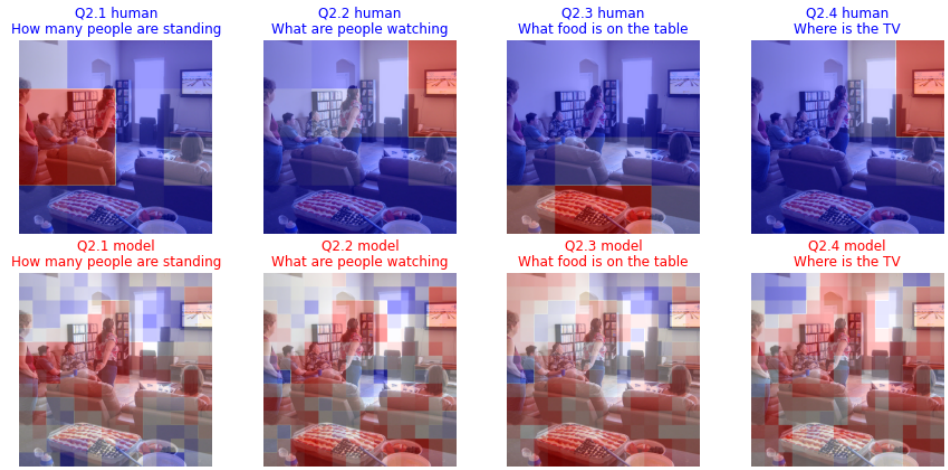 Q2.1 human
How many people are standing
Q2.2 human
What are people watching
Q2.3 human
What food is on the table
Q2.4 human
Where is the TV
Q2.1 model
How many people are standing
Q2.2 model
What are people watching
Q2.3 model
What food is on the table
Q2.4 model
Where is the TV